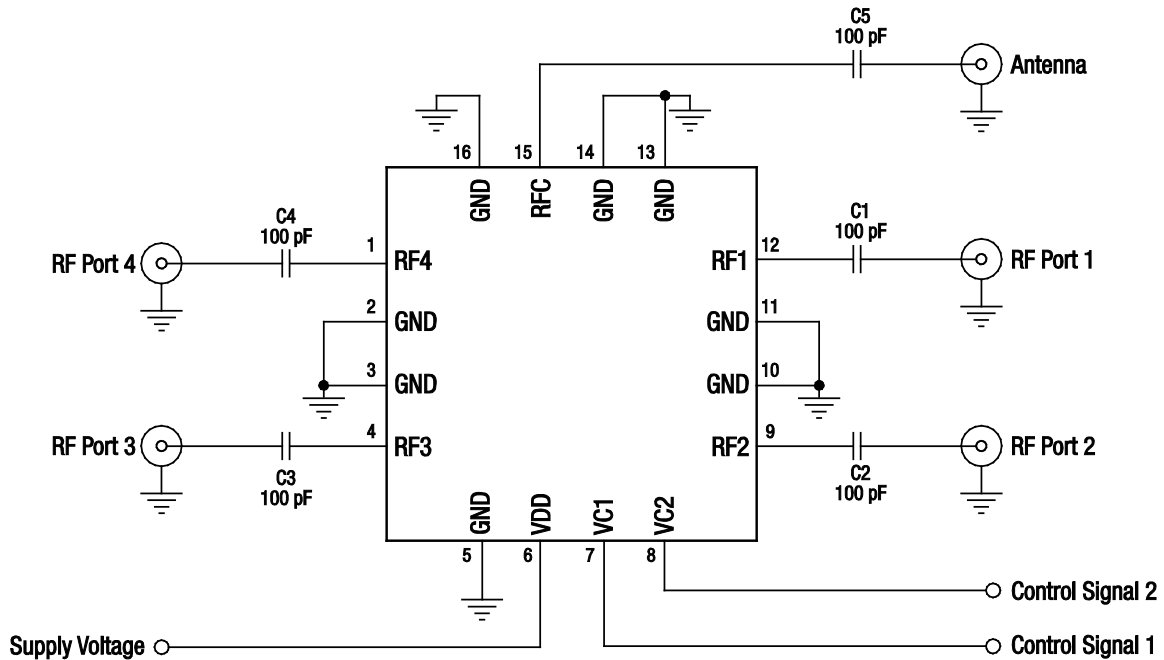 C5
100 pF
Antenna
16
15
14
13
GND
RFC
GND
GND
C4
100 pF
C1
100 pF
RF Port 4
1
RF4
RF1
12
RF Port 1
2
GND
GND
11
3
GND
GND
10
RF Port 3
4
RF3
RF2
9
RF Port 2
C3
100 pF
C2
100 pF
GND
VDD
VC1
VC2
5
6
7
8
Control Signal 2
Supply Voltage
Control Signal 1